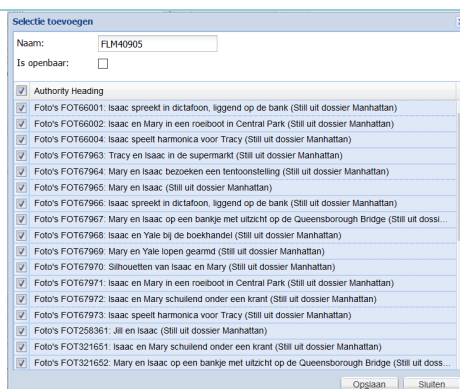 Selectie toevoegen
Naam: FLM40905
Is openbaar:
Authority Heading
Foto's FOT66001: Isaac spreekt in dictafoon, liggend op de bank (Still uit dossier Manhattan)
Foto's FOT66002: Isaac en Mary in een roeiboot in Central Park (Still uit dossier Manhattan)
Foto's FOT66004: Isaac speelt harmonica voor Tracy (Still uit dossier Manhattan)
Foto's FOT67963: Tracy en Isaac in de supermarkt (Still uit dossier Manhattan)
Foto's FOT67964: Mary en Isaac bezoeken een tentoonstelling (Still uit dossier Manhattan)
Foto's FOT67965: Mary en Isaac (Still uit dossier Manhattan)
Foto's FOT67966: Isaac spreekt in dictafoon, liggend op de bank (Still uit dossier Manhattan)
Foto's FOT67967: Mary en Isaac op een bankje met uitzicht op de Queensborough Bridge (Still uit dossi...
Foto's FOT67968: Isaac en Yale bij de boekhandel (Still uit dossier Manhattan)
Foto's FOT67969: Mary en Yale lopen gearmd (Still uit dossier Manhattan)
Foto's FOT67970: Silhouetten van Isaac en Mary (Still uit dossier Manhattan)
Foto's FOT67971: Isaac en Mary in een roeiboot in Central Park (Still uit dossier Manhattan)
Foto's FOT67972: Isaac en Mary schuilend onder een krant (Still uit dossier Manhattan)
Foto's FOT67973: Isaac speelt harmonica voor Tracy (Still uit dossier Manhattan)
Foto's FOT258361: Jill en Isaac (Still uit dossier Manhattan)
Foto's FOT321651: Isaac en Mary schuilend onder een krant (Still uit dossier Manhattan)
Foto's FOT321652: Mary en Isaac op een bankje met uitzicht op de Queensborough Bridge (Still uit doss...
Opslaan Sluiten